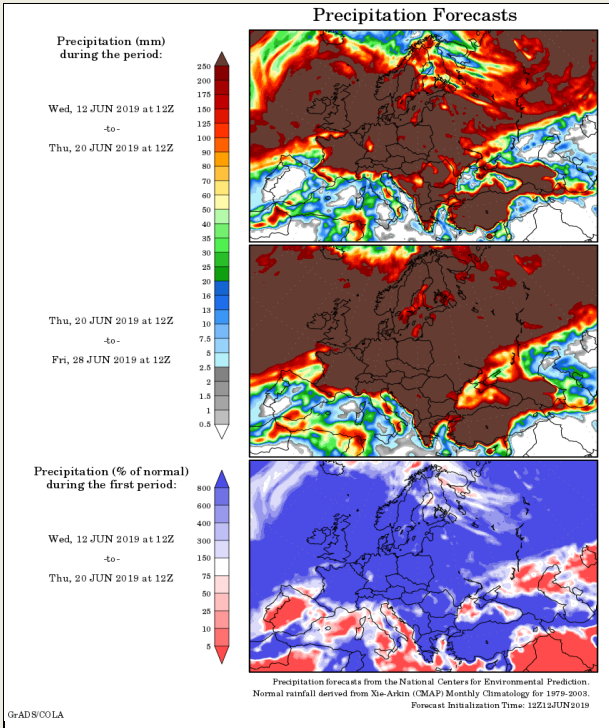 Precipitation Forecasts
Precipitation (mm)
during the period:
Wed, 12 JUN 2019 at 12Z
-to-
Thu, 20 JUN 2019 at 12Z
250
200
175
150
125
100
90
80
70
60
50
40
35
30
25
20
16
13
10
7.5
5
2.5
2
1.5
1
0.5
Thu, 20 JUN 2019 at 12Z
-to-
Fri, 28 JUN 2019 at 12Z
Precipitation (% of normal)
during the first period:
Wed, 12 JUN 2019 at 12Z
-to-
Thu, 20 JUN 2019 at 12Z
800
600
400
300
150
75
50
25
10
5
Precipitation forecasts from the National Centers for Environmental Prediction.
Normal rainfall derived from Xie-Arkin (CMAP) Monthly Climatology for 1979-2003.
Forecast Initialization Time: 12Z12JUN2019
GrADS/COLA